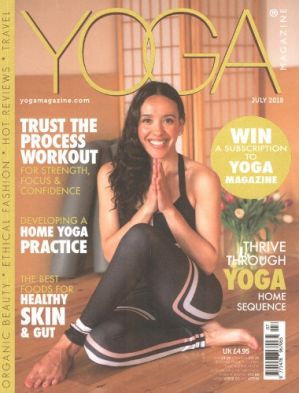 YOGA
®
MAGAZINE
yogamagazine.com
JULY 2018
ORGANIC BEAUTY * ETHICAL FASHION * HOT REVIEWS * TRAVEL
TRUST THE
PROCESS
WORKOUT
FOR STRENGTH,
FOCUS &
CONFIDENCE
DEVELOPING A
HOME YOGA
PRACTICE
THE BEST
FOODS FOR
HEALTHY
SKIN
& GUT
WIN
A SUBSCRIPTION
TO
YOGA
MAGAZINE
THRIVE
THROUGH
YOGA
HOME
SEQUENCE
UK £4.95